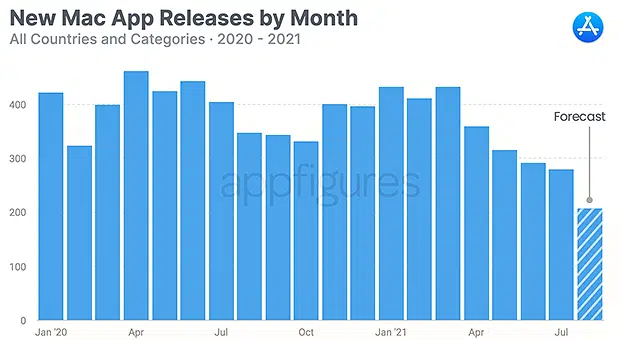 New Mac App Releases by Month
All Countries and Categories · 2020 - 2021
Forecast
400
300
appfigures
200
100
0
Jan '20 Apr Jul Oct Jan '21 Apr Jul